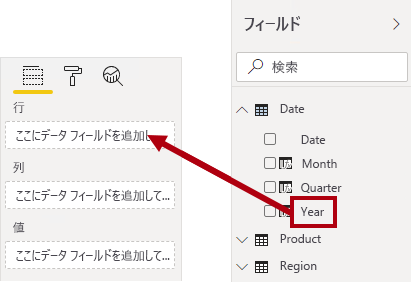 フィールド
検索
行
ここにデータ フィールドを追加し
列
ここにデータ フィールドを追加して...
値
ここにデータ フィールドを追加して...
Date
Date
Month
Quarter
Year
Product
Region